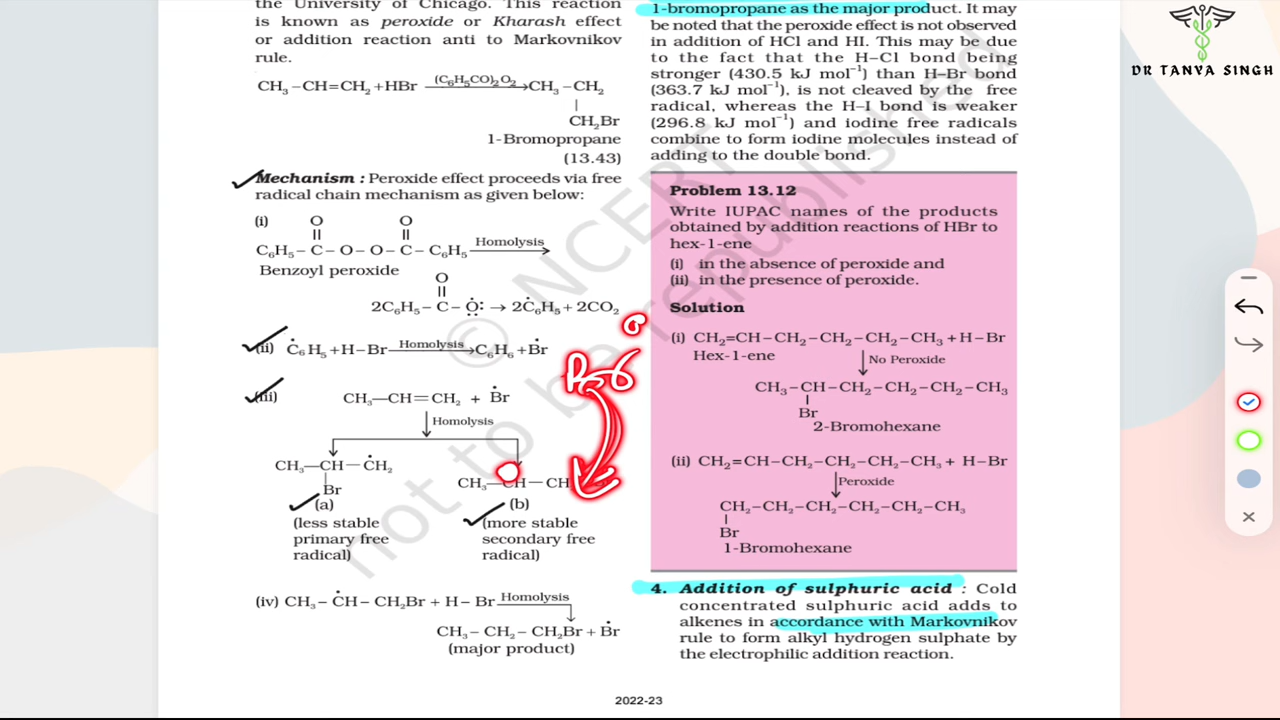 the University of Chicago. This reaction
is known as peroxide or Kharash effect
or addition reaction anti to Markovnikov
rule.
CH₃ –CH=CH₂ +HBr (C₆H₅CO)₂O₂ → CH₃ –CH₂
|
CH₂Br
1-Bromopropane
(13.43)
Mechanism : Peroxide effect proceeds via free
radical chain mechanism as given below:
(i) O O
|| ||
C₆H₅ – C – O – O – C – C₆H₅ Homolysis →
Benzoyl peroxide
O
||
2C₆H₅ – C – Ȯ: → 2Ċ₆H₅ + 2CO₂
(ii) Ċ₆H₅ + H–Br Homolysis → C₆H₆ + Ḃr
(iii) CH₃—CH=CH₂ + Ḃr
Homolysis
CH₃—CH—ĊH₂
|
Br
(a)
(less stable
primary free
radical)
CH₃—CH—CH
(b)
(more stable
secondary free
radical)
(iv) CH₃ – ĊH – CH₂Br + H – Br Homolysis
CH₃ – CH₂ – CH₂Br + Ḃr
(major product)
1-bromopropane as the major product. It may
be noted that the peroxide effect is not observed
in addition of HCl and HI. This may be due
to the fact that the H–Cl bond being
stronger (430.5 kJ mol⁻¹) than H–Br bond
(363.7 kJ mol⁻¹), is not cleaved by the free
radical, whereas the H–I bond is weaker
(296.8 kJ mol⁻¹) and iodine free radicals
combine to form iodine molecules instead of
adding to the double bond.
Problem 13.12
Write IUPAC names of the products
obtained by addition reactions of HBr to
hex-1-ene
(i) in the absence of peroxide and
(ii) in the presence of peroxide.
Solution
(i) CH₂=CH–CH₂–CH₂–CH₂–CH₃ + H–Br
Hex-1-ene
No Peroxide
CH₃–CH–CH₂–CH₂–CH₂–CH₃
|
Br
2-Bromohexane
(ii) CH₂=CH–CH₂–CH₂–CH₂–CH₃ + H–Br
Peroxide
CH₂–CH₂–CH₂–CH₂–CH₂–CH₃
|
Br
1-Bromohexane
4. Addition of sulphuric acid : Cold
concentrated sulphuric acid adds to
alkenes in accordance with Markovnikov
rule to form alkyl hydrogen sulphate by
the electrophilic addition reaction.
2022-23
© NCERT
not to be republished
DR TANYA SINGH